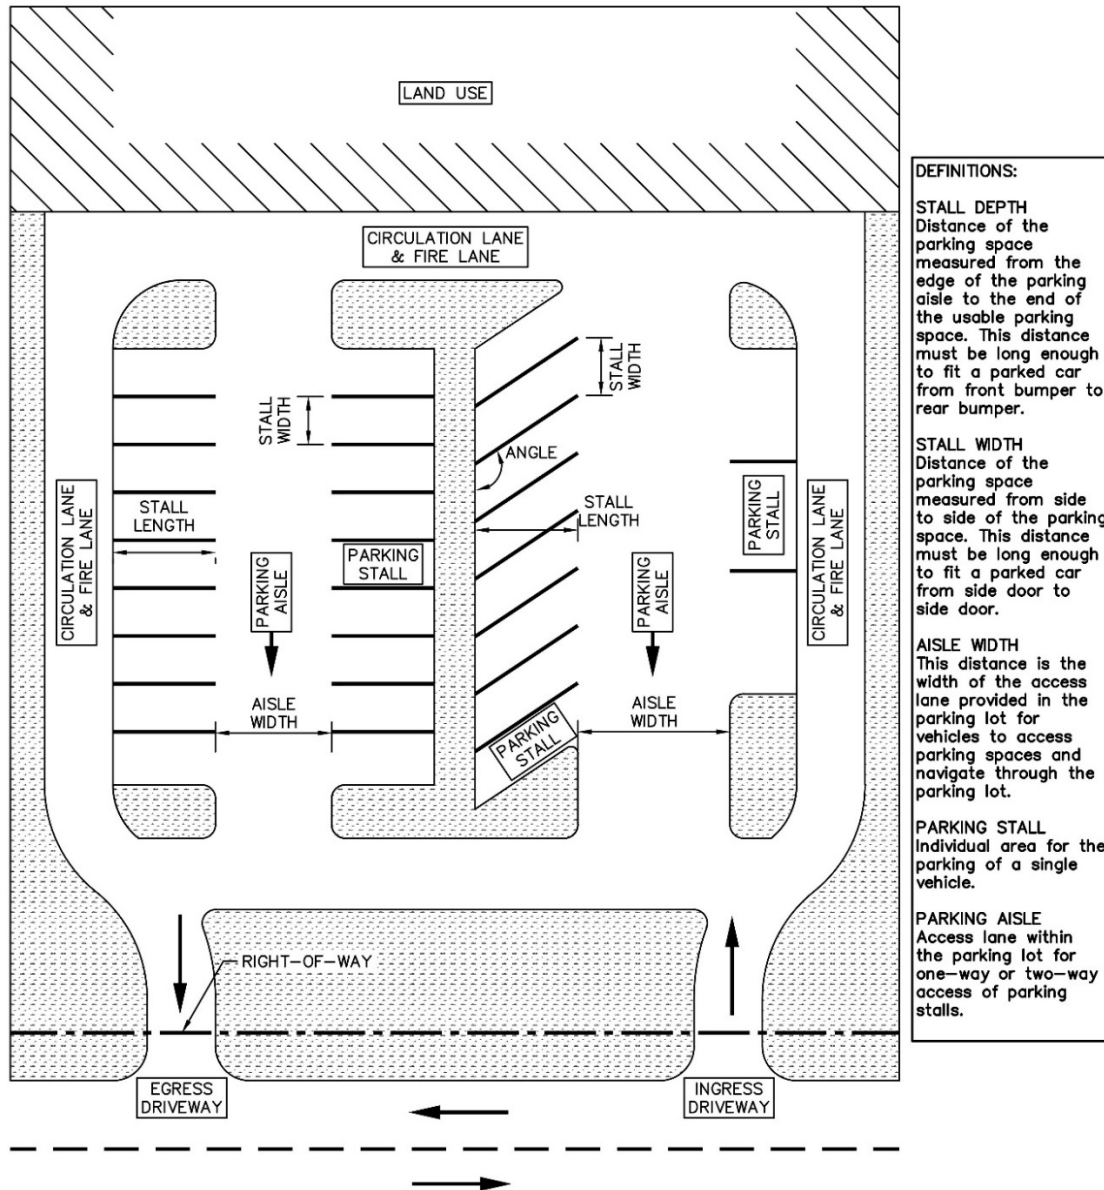 LAND USE
CIRCULATION LANE
& FIRE LANE
STALL
WIDTH
STALL
WIDTH
ANGLE
STALL
LENGTH
STALL
LENGTH
CIRCULATION LANE
& FIRE LANE
PARKING
AISLE
PARKING
STALL
PARKING
AISLE
PARKING
STALL
CIRCULATION LANE
& FIRE LANE
AISLE
WIDTH
AISLE
WIDTH
PARKING
STALL
RIGHT-OF-WAY
EGRESS
DRIVEWAY
INGRESS
DRIVEWAY
DEFINITIONS:
STALL DEPTH
Distance of the
parking space
measured from the
edge of the parking
aisle to the end of
the usable parking
space. This distance
must be long enough
to fit a parked car
from front bumper to
rear bumper.
STALL WIDTH
Distance of the
parking space
measured from side
to side of the parking
space. This distance
must be long enough
to fit a parked car
from side door to
side door.
AISLE WIDTH
This distance is the
width of the access
lane provided in the
parking lot for
vehicles to access
parking spaces and
navigate through the
parking lot.
PARKING STALL
Individual area for the
parking of a single
vehicle.
PARKING AISLE
Access lane within
the parking lot for
one-way or two-way
access of parking
stalls.